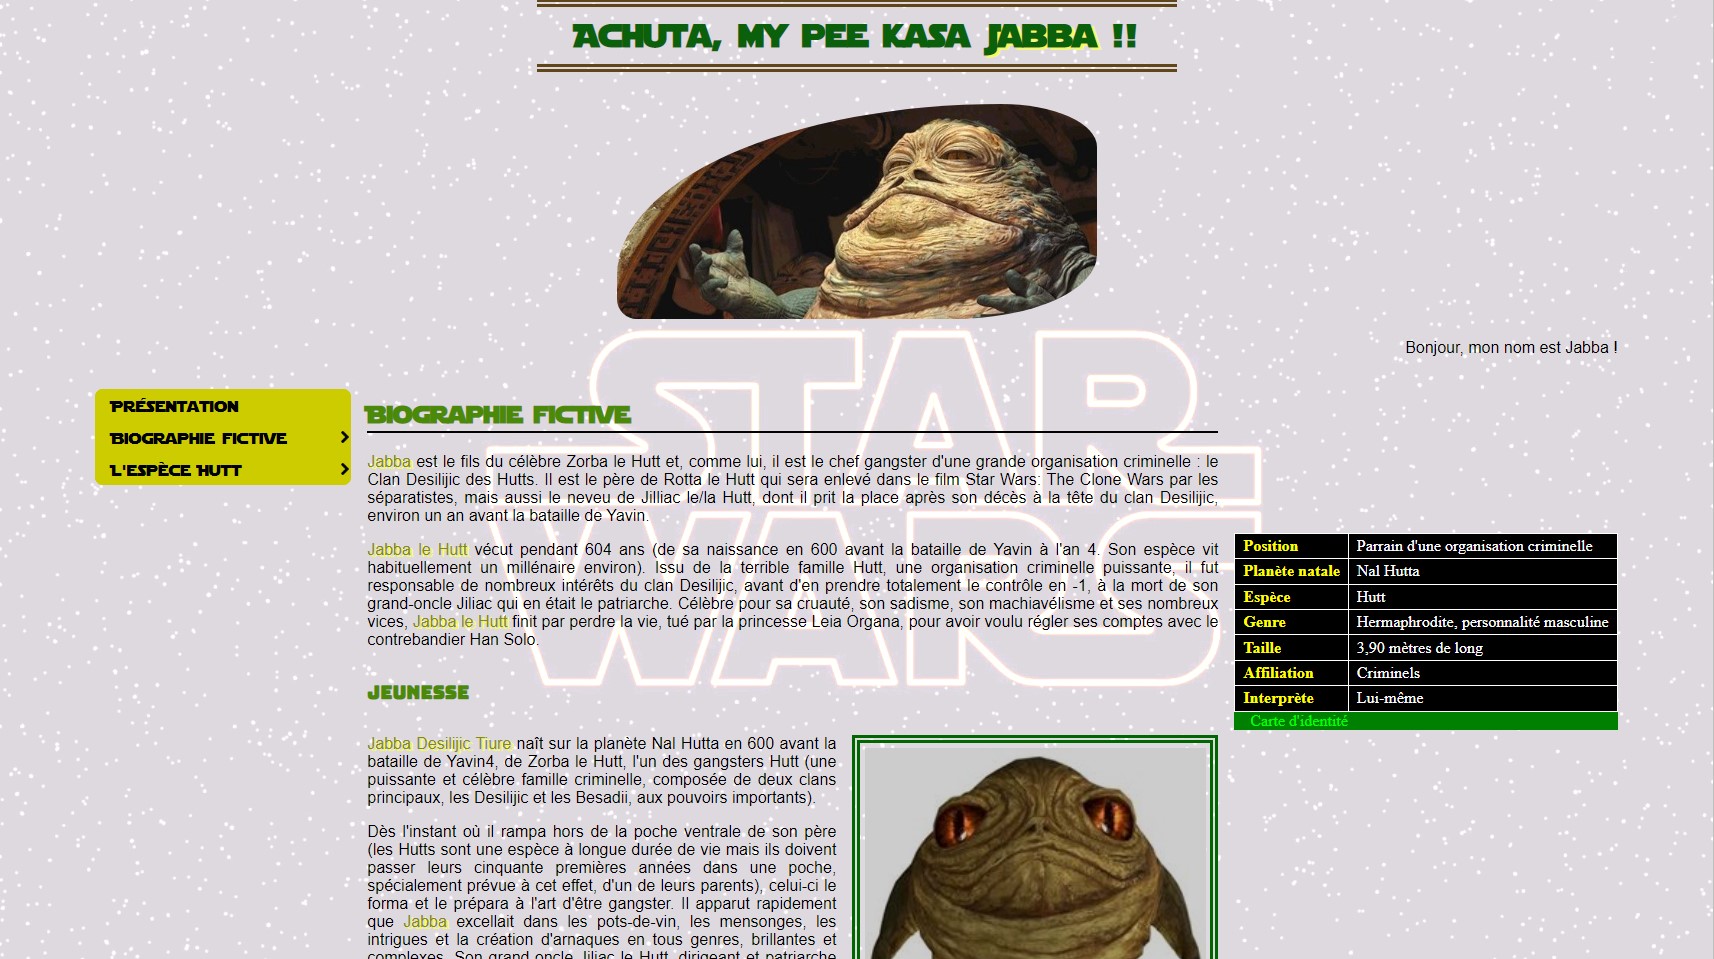 Achuta, my pee kasa Jabba !!
Bonjour, mon nom est Jabba !
Présentation
Biographie fictive
L'espèce Hutt
STAR
WARS
Biographie fictive
Jabba est le fils du célèbre Zorba le Hutt et, comme lui, il est le chef gangster d'une grande organisation criminelle : le
Clan Desilijic des Hutts. Il est le père de Rotta le Hutt qui sera enlevé dans le film Star Wars: The Clone Wars par les
séparatistes, mais aussi le neveu de Jilliac le/la Hutt, dont il prit la place après son décès à la tête du clan Desilijic,
environ un an avant la bataille de Yavin.
Jabba le Hutt vécut pendant 604 ans (de sa naissance en 600 avant la bataille de Yavin à l'an 4. Son espèce vit
habituellement un millénaire environ). Issu de la terrible famille Hutt, une organisation criminelle puissante, il fut
responsable de nombreux intérêts du clan Desilijic, avant d'en prendre totalement le contrôle en -1, à la mort de son
grand-oncle Jiliac qui en était le patriarche. Célèbre pour sa cruauté, son sadisme, son machiavélisme et ses nombreux
vices, Jabba le Hutt finit par perdre la vie, tué par la princesse Leia Organa, pour avoir voulu régler ses comptes avec le
contrebandier Han Solo.
Jeunesse
Jabba Desilijic Tiure naît sur la planète Nal Hutta en 600 avant la
bataille de Yavin4, de Zorba le Hutt, l'un des gangsters Hutt (une
puissante et célèbre famille criminelle, composée de deux clans
principaux, les Desilijic et les Besadii, aux pouvoirs importants).
Dès l'instant où il rampa hors de la poche ventrale de son père
(les Hutts sont une espèce à longue durée de vie mais ils doivent
passer leurs cinquante premières années dans une poche,
spécialement prévue à cet effet, d'un de leurs parents), celui-ci le
forma et le prépara à l'art d'être gangster. Il apparut rapidement
que Jabba excellait dans les pots-de-vin, les mensonges, les
intrigues et la création d'arnaques en tous genres, brillantes et
complexes. Son grand oncle Jiliac le Hutt, dirigeant et patriarche
Position Parrain d'une organisation criminelle
Planète natale Nal Hutta
Espèce Hutt
Genre Hermaphrodite, personnalité masculine
Taille 3,90 mètres de long
Affiliation Criminels
Interprète Lui-même
Carte d'identité